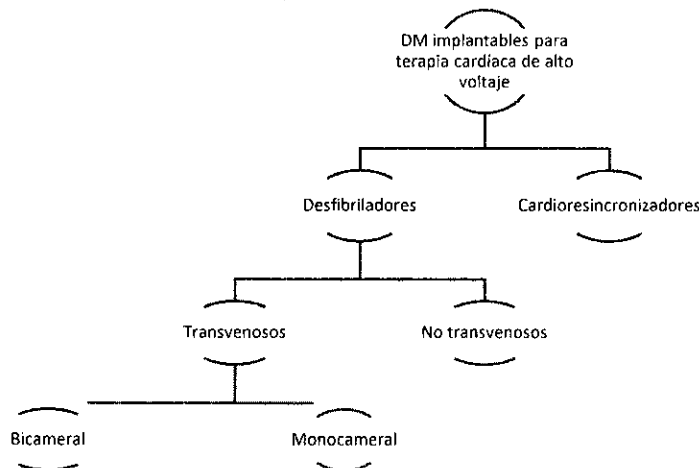 DM implantables para
terapia cardíaca de alto
voltaje
Desfibriladores
Cardioresincronizadores
Transvenosos
No transvenosos
Bicameral
Monocameral